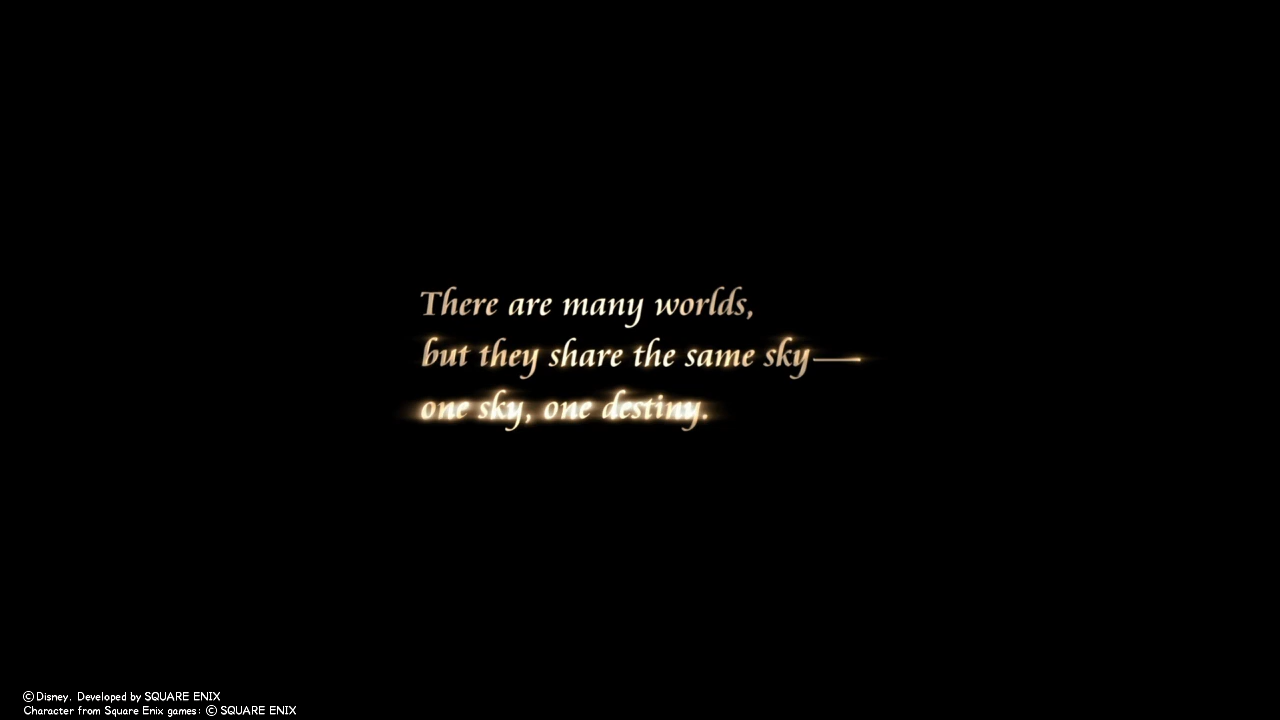 There are many worlds,
but they share the same sky—
one sky, one destiny.
©Disney. Developed by SQUARE ENIX
Character from Square Enix games: © SQUARE ENIX